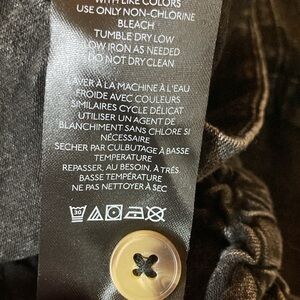 WITH LIKE COLORS
USE ONLY NON-CHLORINE
BLEACH
TUMBLE DRY LOW
LOW IRON AS NEEDED
DO NOT DRY CLEAN
LAVER À LA MACHINE À L'EAU
FROIDE AVEC COULEURS
SIMILAIRES CYCLE DÉLICAT
UTILISER UN AGENT DE
BLANCHIMENT SANS CHLORE SI
NÉCESSAIRE
SECHER PAR CULBUTAGE À BASSE
TEMPERATURE
REPASSER, AU BESOIN, À TRÈS
BASSE TEMPÉRATURE
NE PAS NETTOYER À SEC
30